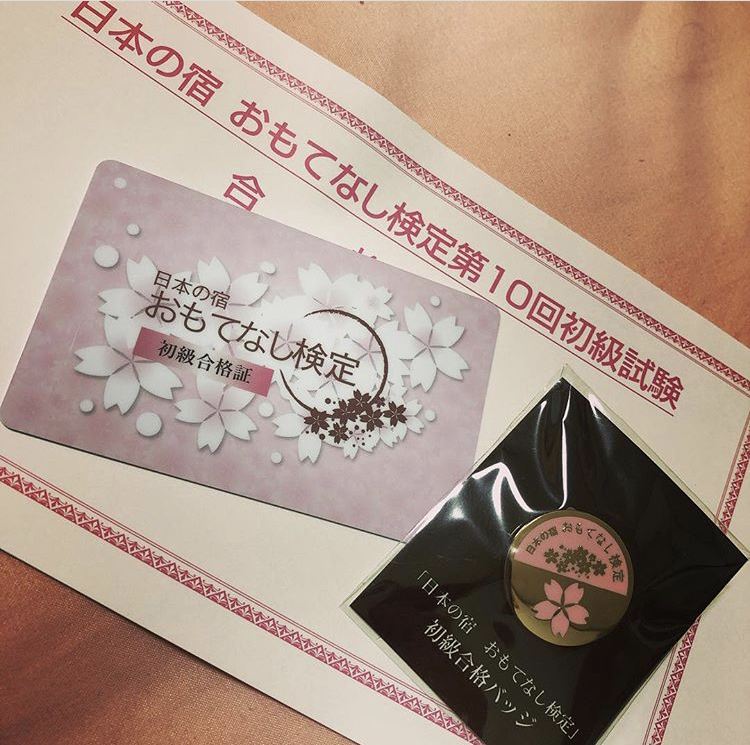 日本の宿 おもてなし検定第10回初級試験
合
日本の宿
おもてなし検定
初級合格証
日本の宿 おもてなし検定
「日本の宿 おもてなし検定」
初級合格バッジ